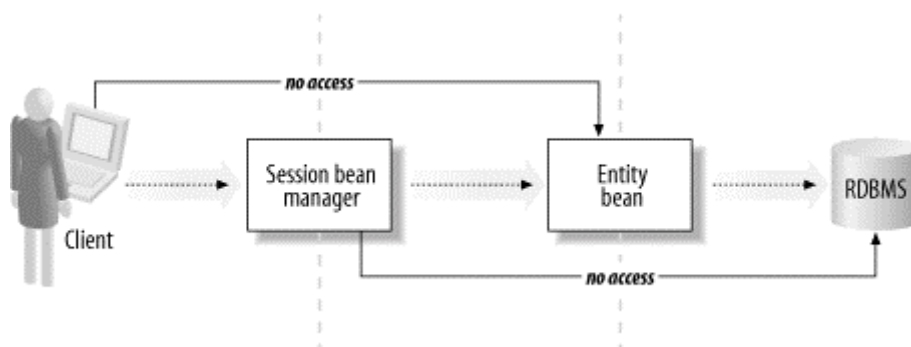 no access
Session bean
manager
Entity
bean
RDBMS
Client
no access